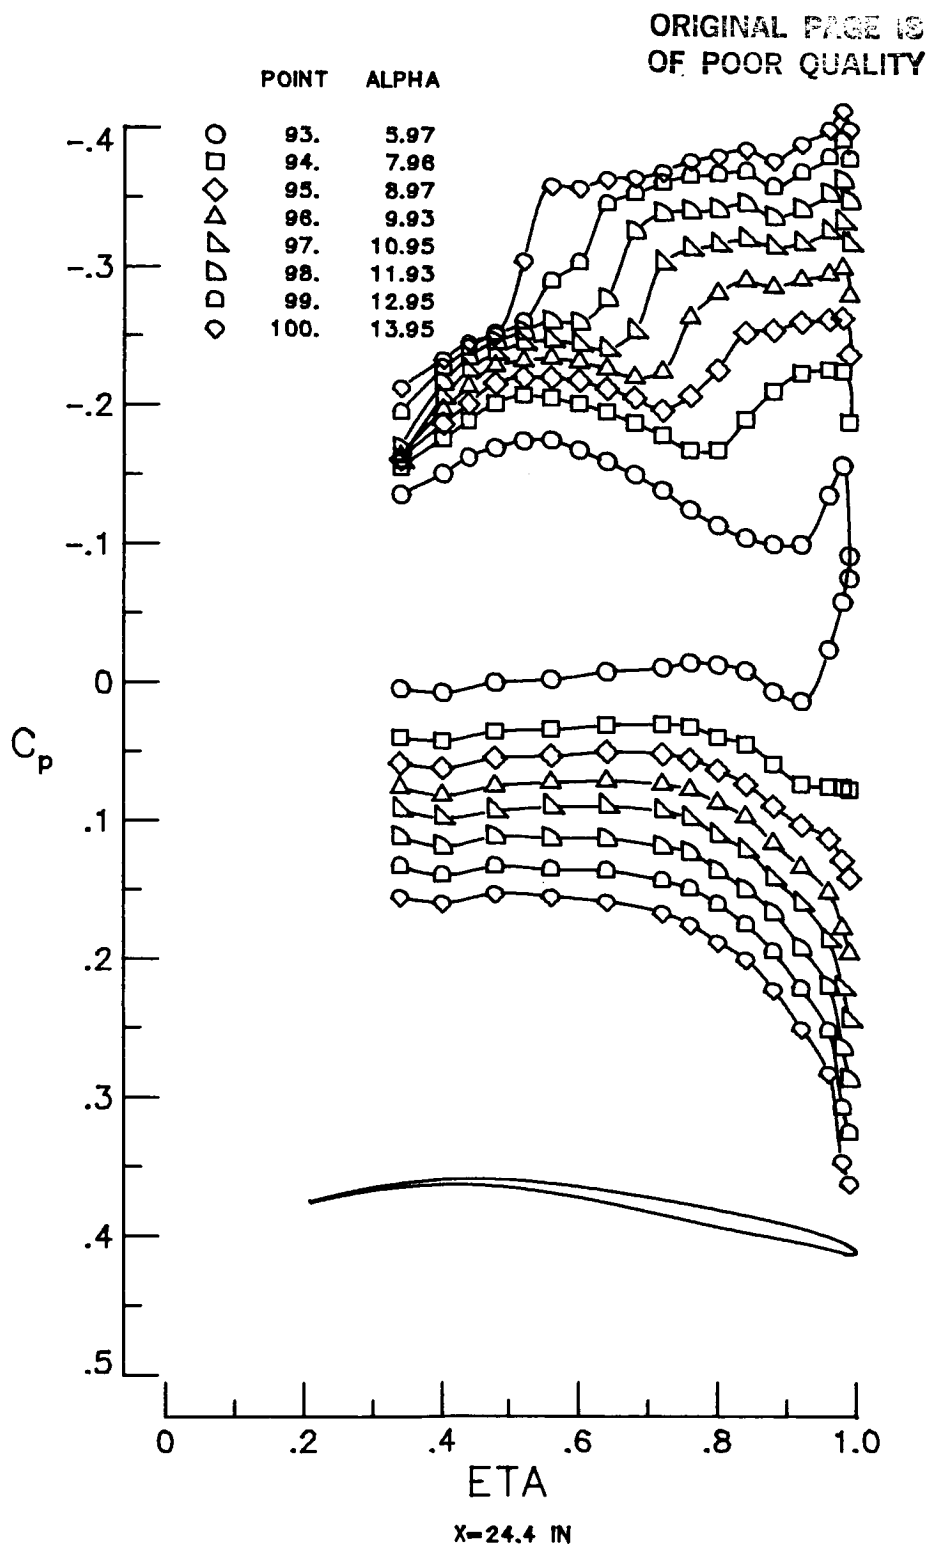 ORIGINAL PAGE IS
OF POOR QUALITY
POINT ALPHA
93. 5.97
94. 7.96
95. 8.97
96. 9.93
97. 10.95
98. 11.93
99. 12.95
100. 13.95
-.4
-.3
-.2
-.1
0
Cp
.1
.2
.3
.4
.5
0 .2 .4 .6 .8 1.0
ETA
X=24.4 IN